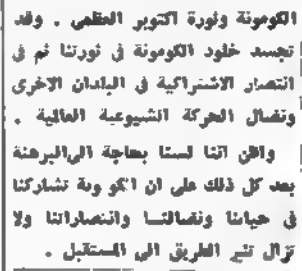 الكومونة وثورة اكتوبر العظمى . وقد
تجسد خلود الكومونة في ثورتنا ثم في
انتصار الاشتراكية في البلدان الاخرى
ونضال الحركة الشيوعية العالمية .
واظن اننا لسنا بحاجة الى البرهنة
بعد كل ذلك على ان الكومونة تشاركنا
في حياتنا ونضالنا وانتصاراتنا ولا
تزال تنير الطريق الى المستقبل .